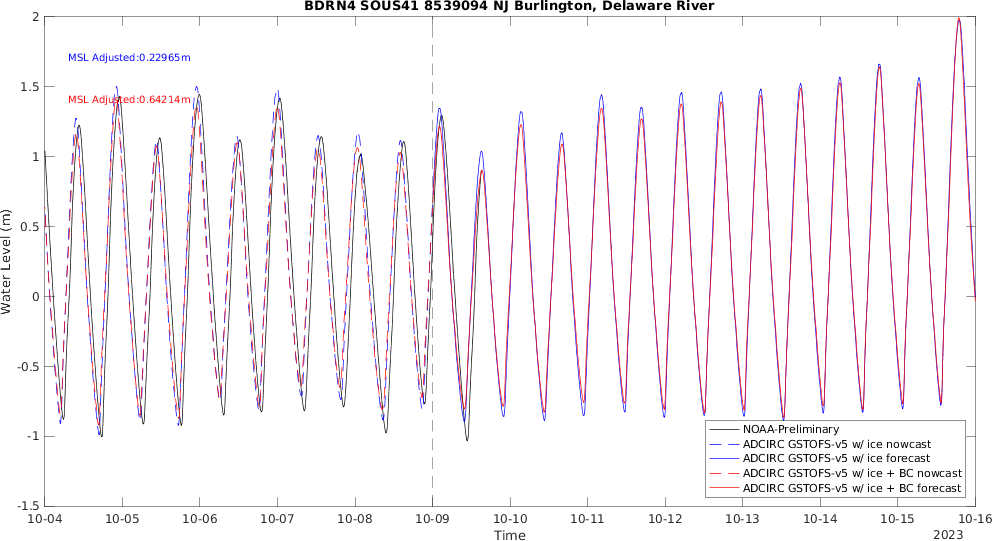 BDRN4 SOUS41 8539094 NJ Burlington, Delaware River
MSL Adjusted:0.22965m
MSL Adjusted:0.64214m
Water Level (m)
2
1.5
1
0.5
0
-0.5
-1
-1.5
NOAA-Preliminary
ADCIRC GSTOFS-v5 w/ ice nowcast
ADCIRC GSTOFS-v5 w/ ice forecast
ADCIRC GSTOFS-v5 w/ ice + BC nowcast
ADCIRC GSTOFS-v5 w/ ice + BC forecast
10-04 10-05 10-06 10-07 10-08 10-09 10-10 10-11 10-12 10-13 10-14 10-15 10-16
Time
2023